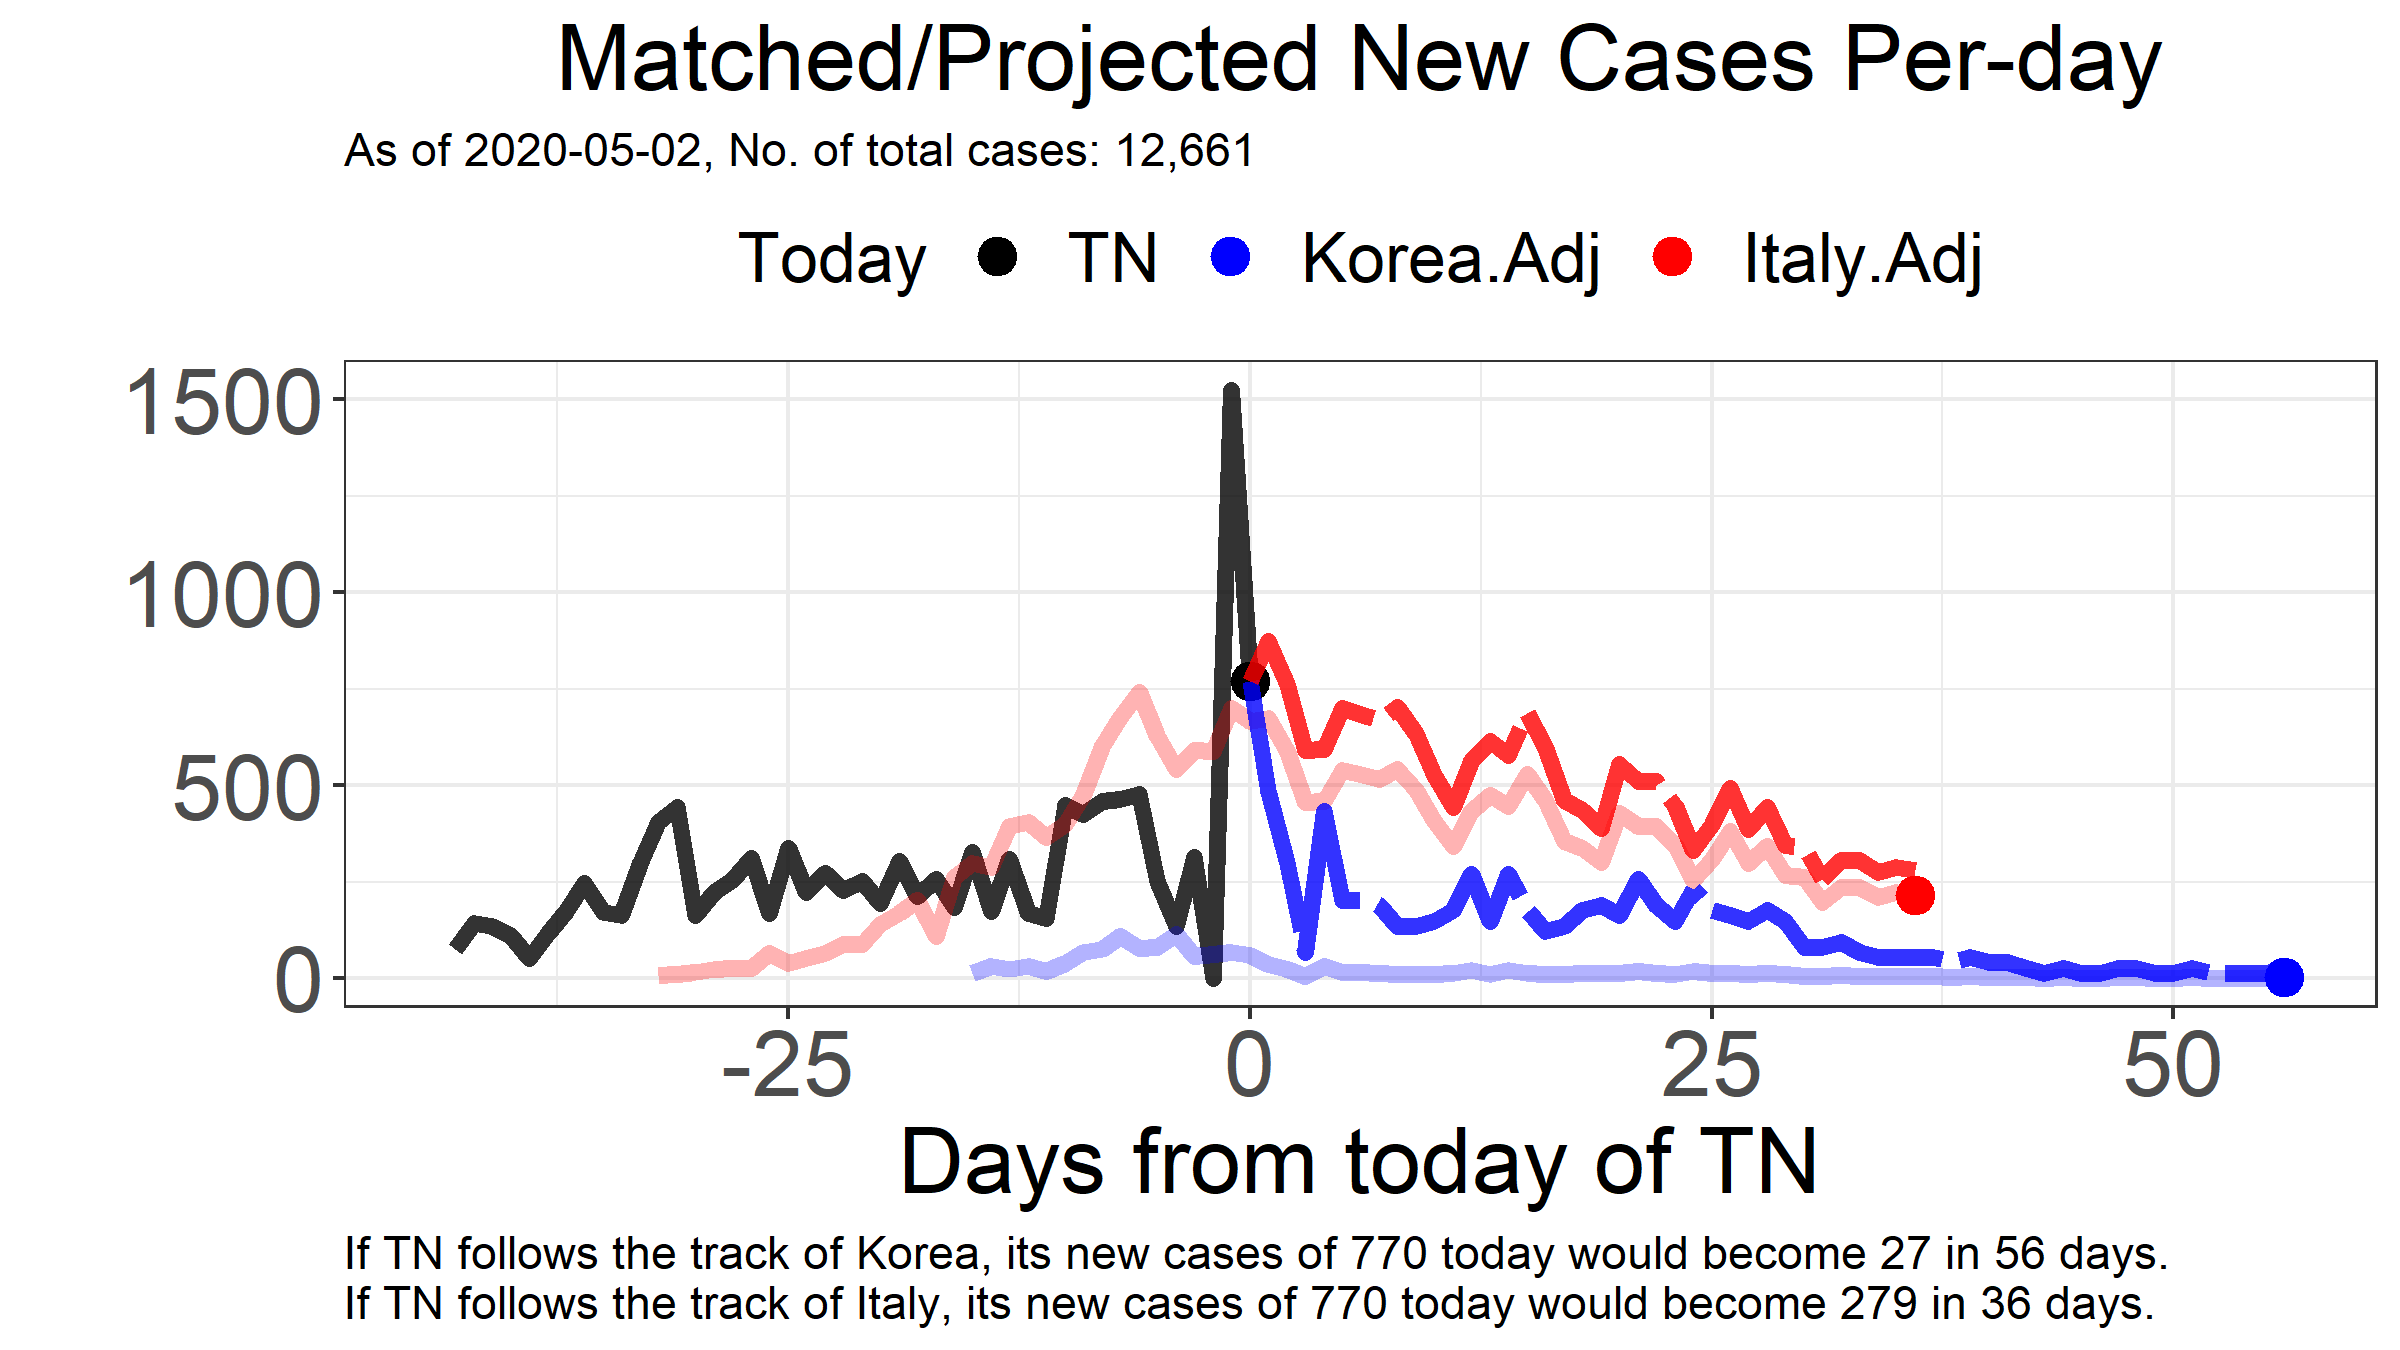 Matched/Projected New Cases Per-day
As of 2020-05-02, No. of total cases: 12,661
Today TN Korea.Adj Italy.Adj
1500
1000
500
0
-25 0 25 50
Days from today of TN
If TN follows the track of Korea, its new cases of 770 today would become 27 in 56 days.
If TN follows the track of Italy, its new cases of 770 today would become 279 in 36 days.